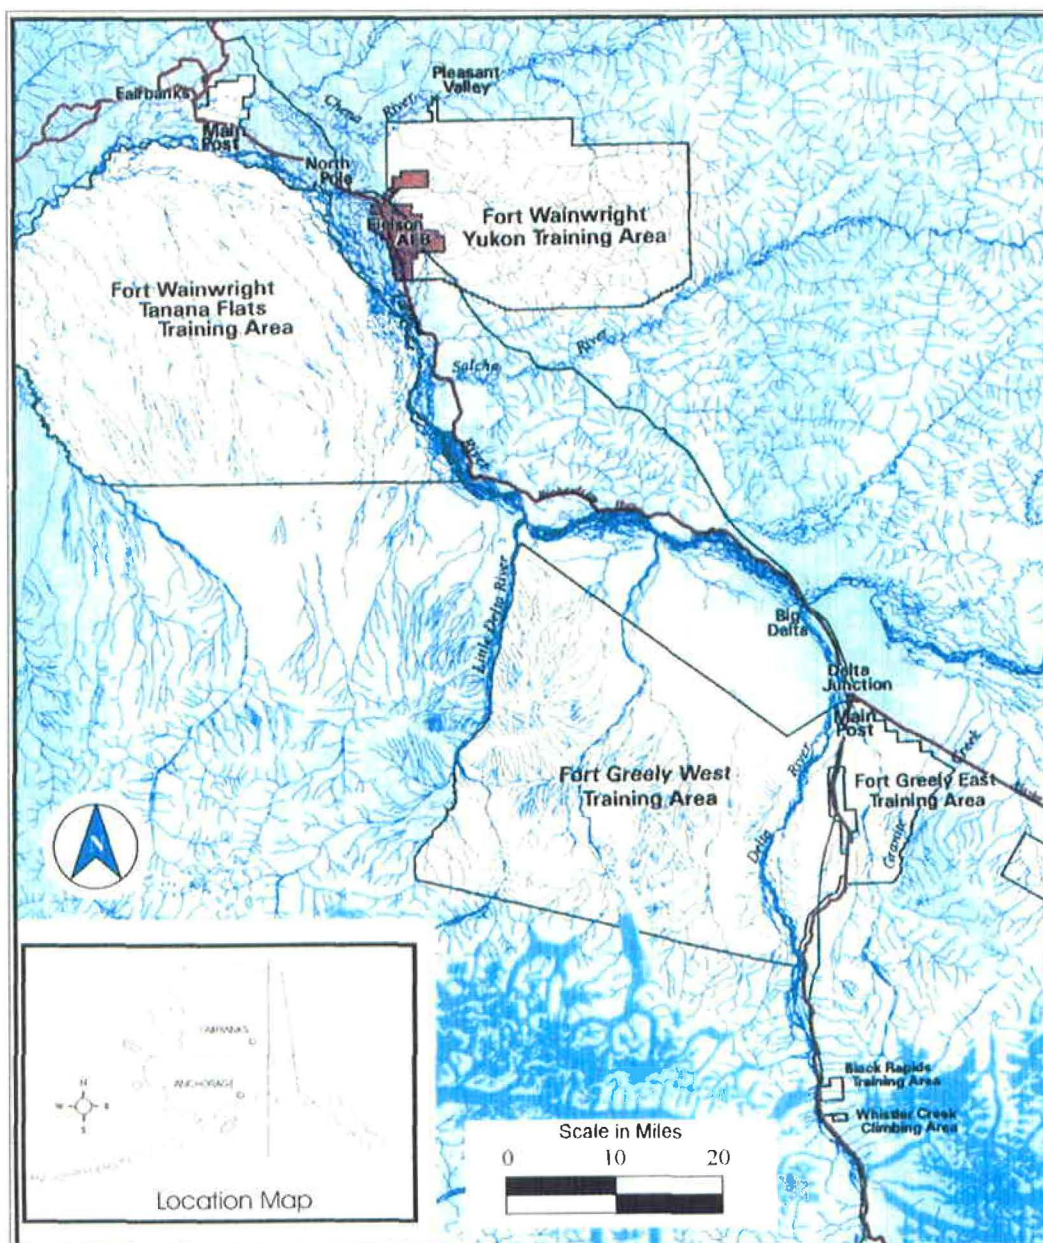 Fairbanks
Main
Post
Pleasant
Valley
Chena
River
North
Pole
Eielson
AFB
Fort Wainwright
Yukon Training Area
Fort Wainwright
Tanana Flats
Training Area
Salcha
River
River
Little Delta River
Big
Delta
Delta
Junction
Main
Post
Fort Greely West
Training Area
Delta
River
Fort Greely East
Training Area
Granite
Creek
Black Rapids
Training Area
Whistler Creek
Climbing Area
FAIRBANKS
ANCHORAGE
N
W
E
S
Location Map
Scale in Miles
0
10
20